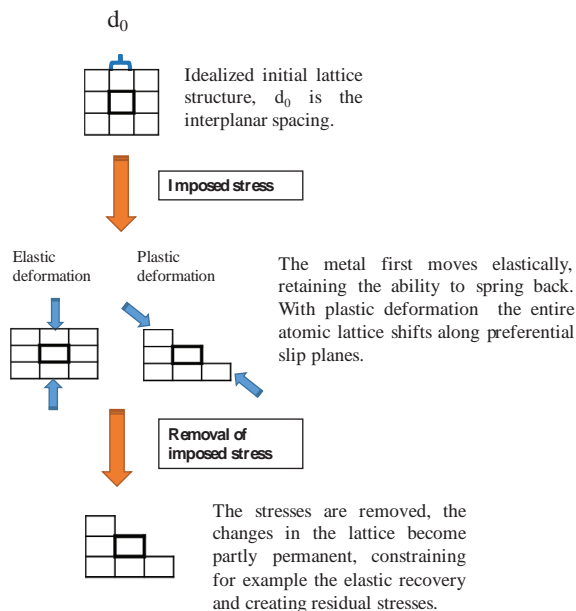 d₀
Idealized initial lattice
structure, d₀ is the
interplanar spacing.
Imposed stress
Elastic
deformation
Plastic
deformation
The metal first moves elastically,
retaining the ability to spring back.
With plastic deformation the entire
atomic lattice shifts along preferential
slip planes.
Removal of
imposed stress
The stresses are removed, the
changes in the lattice become
partly permanent, constraining
for example the elastic recovery
and creating residual stresses.